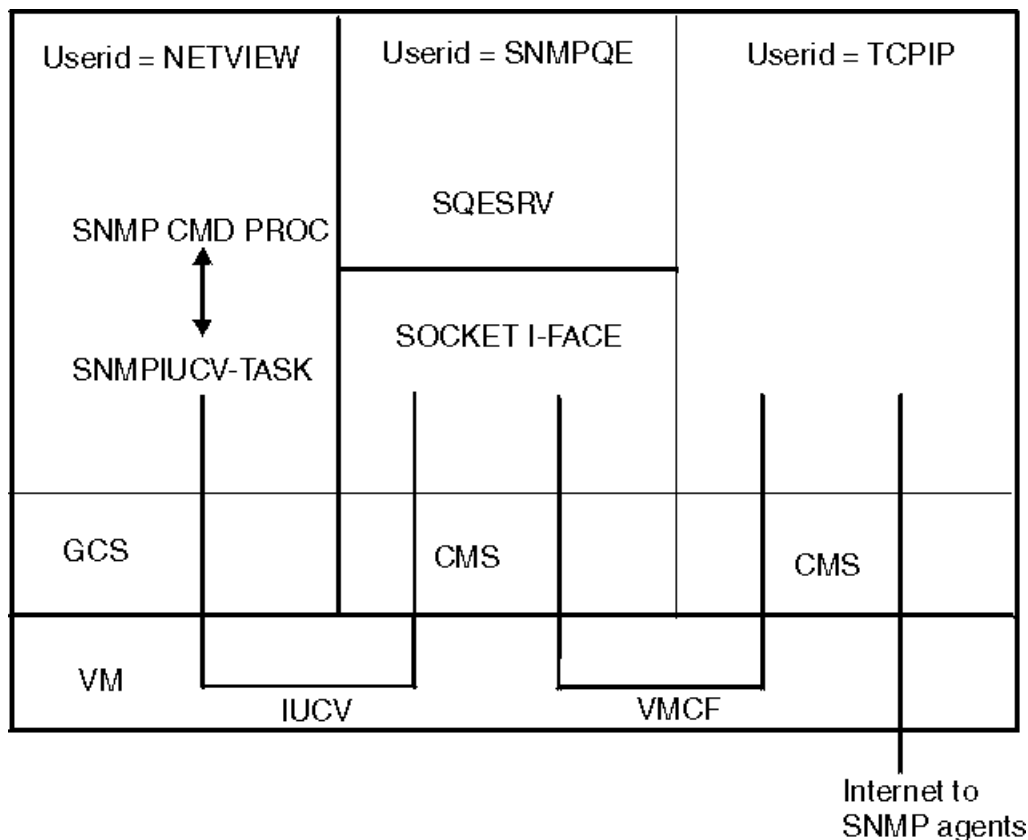 Userid = NETVIEW
Userid = SNMPQE
Userid = TCPIP
SQESRV
SNMP CMD PROC
SOCKET I-FACE
SNMPIUCV-TASK
GCS
CMS
CMS
VM
IUCV
VMCF
Internet to
SNMP agents